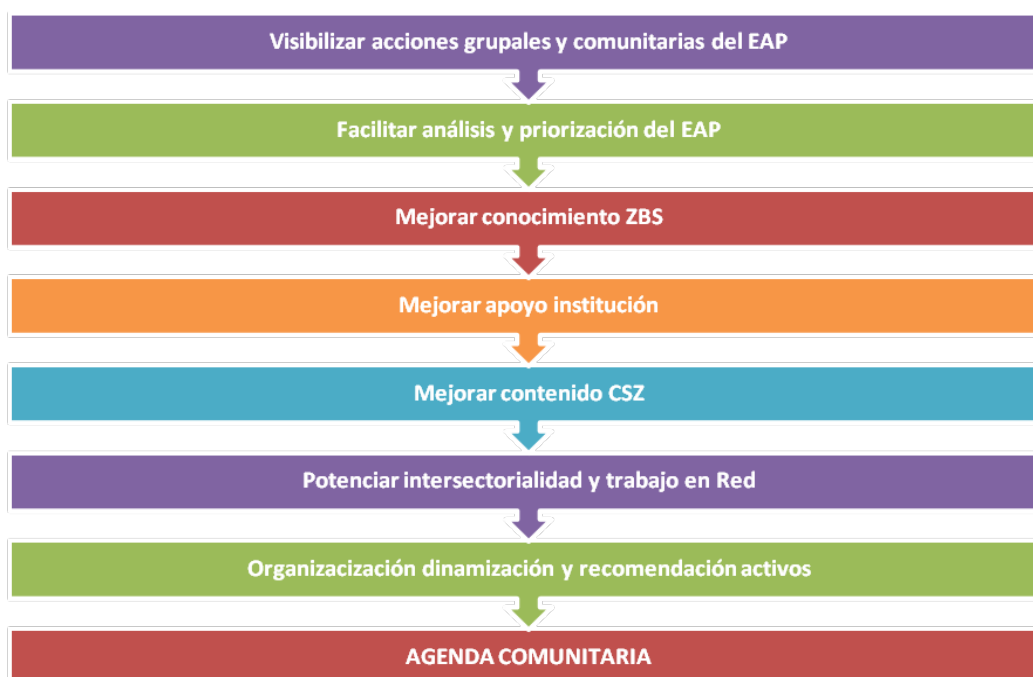 Visibilizar acciones grupales y comunitarias del EAP
Facilitar análisis y priorización del EAP
Mejorar conocimiento ZBS
Mejorar apoyo institución
Mejorar contenido CSZ
Potenciar intersectorialidad y trabajo en Red
Organizacización dinamización y recomendación activos
AGENDA COMUNITARIA